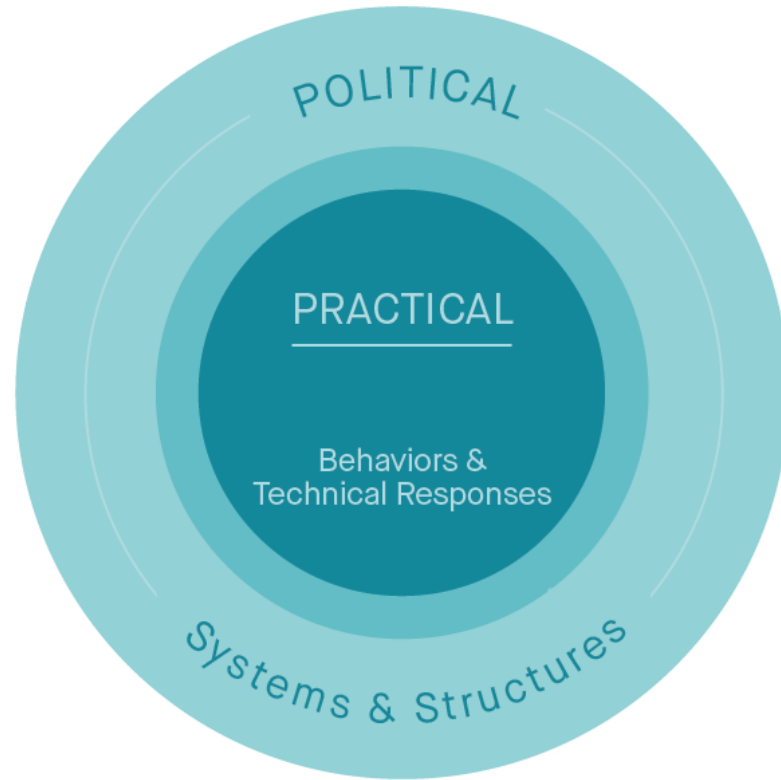 POLITICAL
PRACTICAL
Behaviors &
Technical Responses
Systems & Structures